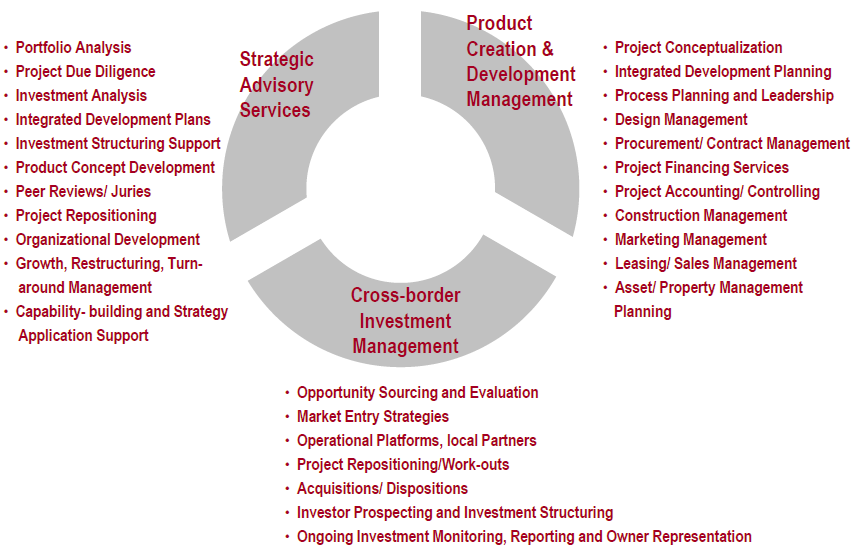 Strategic
Advisory
Services
• Portfolio Analysis
• Project Due Diligence
• Investment Analysis
• Integrated Development Plans
• Investment Structuring Support
• Product Concept Development
• Peer Reviews/ Juries
• Project Repositioning
• Organizational Development
• Growth, Restructuring, Turn-
around Management
• Capability- building and Strategy
Application Support
Product
Creation &
Development
Management
• Project Conceptualization
• Integrated Development Planning
• Process Planning and Leadership
• Design Management
• Procurement/ Contract Management
• Project Financing Services
• Project Accounting/ Controlling
• Construction Management
• Marketing Management
• Leasing/ Sales Management
• Asset/ Property Management
Planning
Cross-border
Investment
Management
• Opportunity Sourcing and Evaluation
• Market Entry Strategies
• Operational Platforms, local Partners
• Project Repositioning/Work-outs
• Acquisitions/ Dispositions
• Investor Prospecting and Investment Structuring
• Ongoing Investment Monitoring, Reporting and Owner Representation